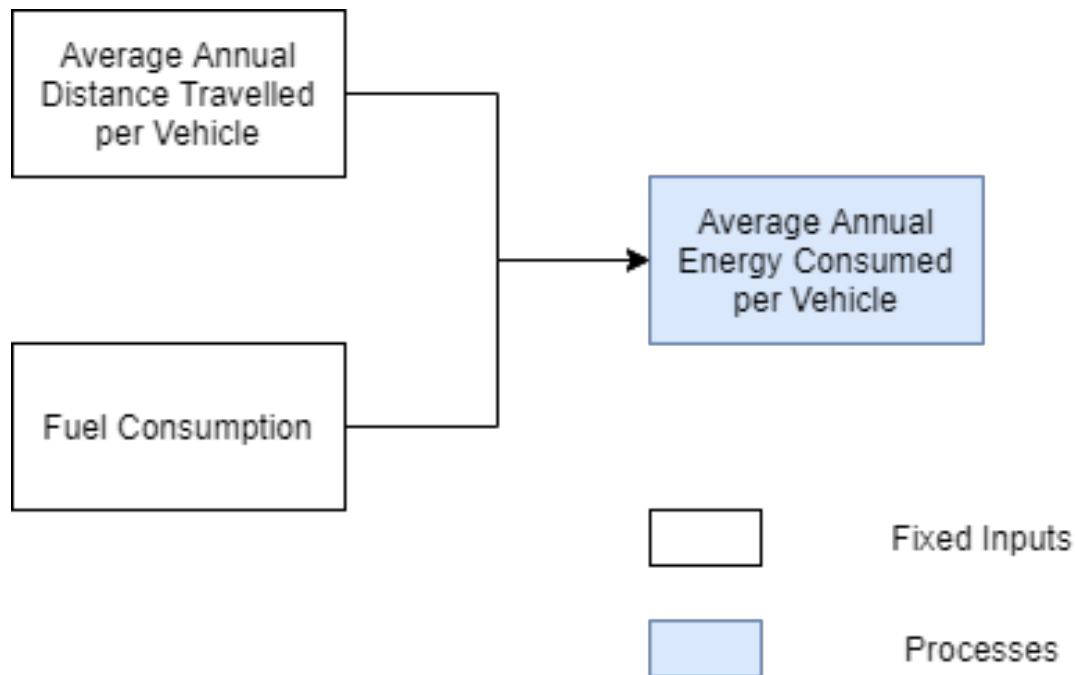 Average Annual
Distance Travelled
per Vehicle
Average Annual
Energy Consumed
per Vehicle
Fuel Consumption
Fixed Inputs
Processes